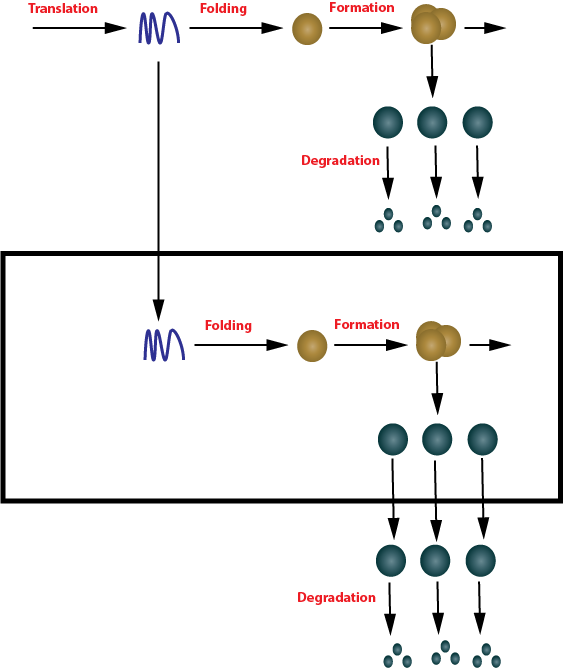 Translation
Folding
Formation
Degradation
Folding
Formation
Degradation